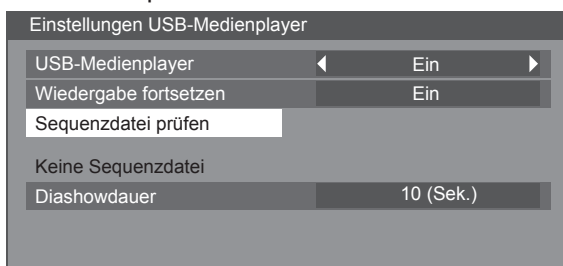 Einstellungen USB-Medienplayer
USB-Medienplayer Ein
Wiedergabe fortsetzen Ein
Sequenzdatei prüfen
Keine Sequenzdatei
Diashowdauer 10 (Sek.)